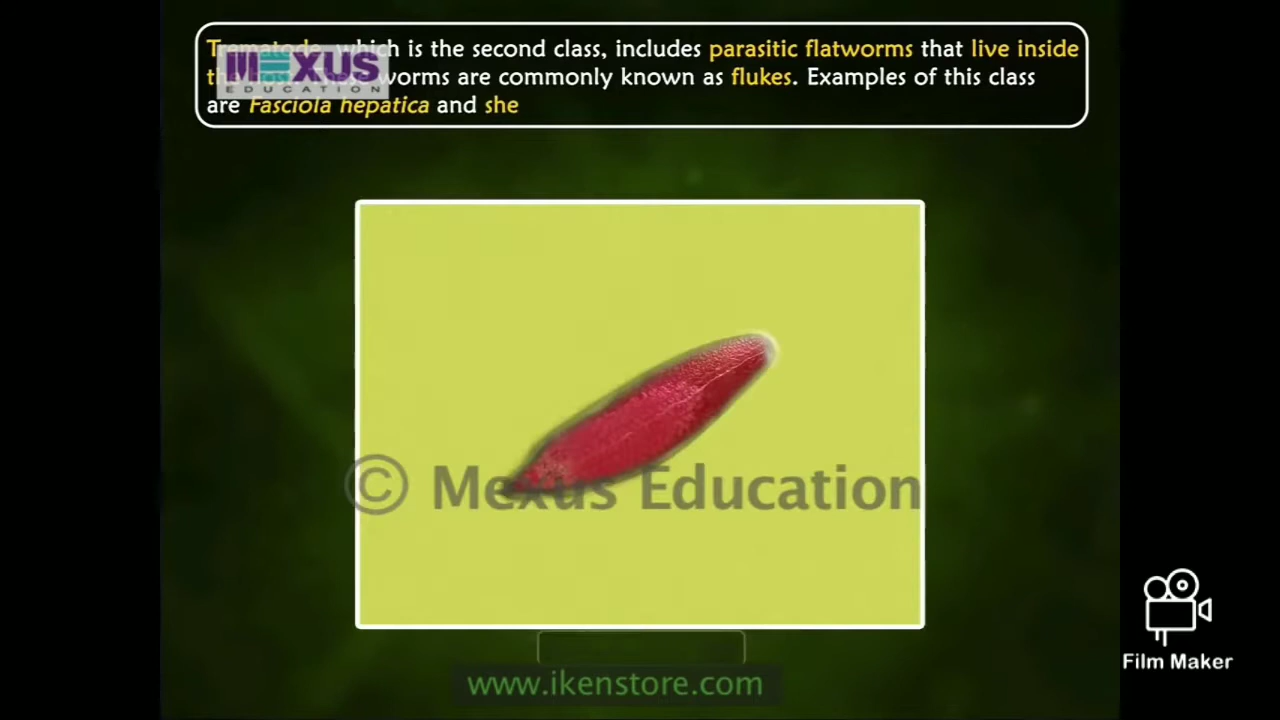 Trematode, which is the second class, includes parasitic flatworms that live inside
worms are commonly known as flukes. Examples of this class
are Fasciola hepatica and she
MEXUS
EDUCATION
© Mexus Education
www.ikenstore.com
Film Maker